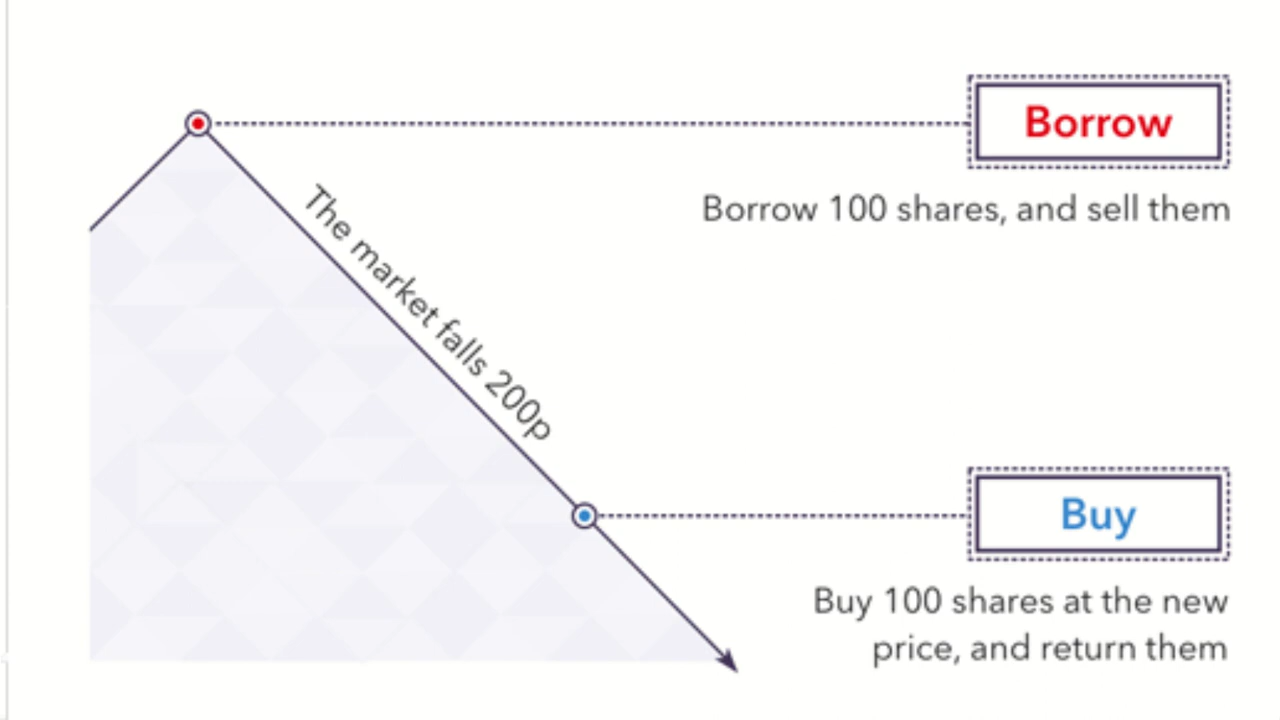 Borrow
Borrow 100 shares, and sell them
The market falls 200p
Buy
Buy 100 shares at the new
price, and return them